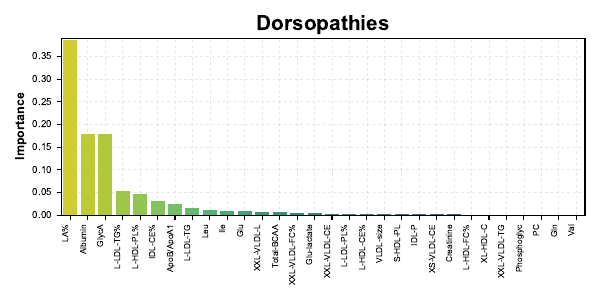 Dorsopathies
Importance
0.35
0.30
0.25
0.20
0.15
0.10
0.05
0.00
LA%
Albumin
GlycA
L-LDL-TG%
L-HDL-PL%
IDL-CE%
ApoB/ApoA1
L-LDL-TG
Leu
Ile
Glu
XXL-VLDL-L
Total-BCAA
XXL-VLDL-FC%
Glu-lactate
XXL-VLDL-CE
L-LDL-PL%
L-HDL-CE%
VLDL-size
S-HDL-PL
IDL-P
XS-VLDL-CE
Creatinine
L-HDL-FC%
XL-HDL-C
XXL-VLDL-TG
Phosphoglyc
PC
Gln
Val